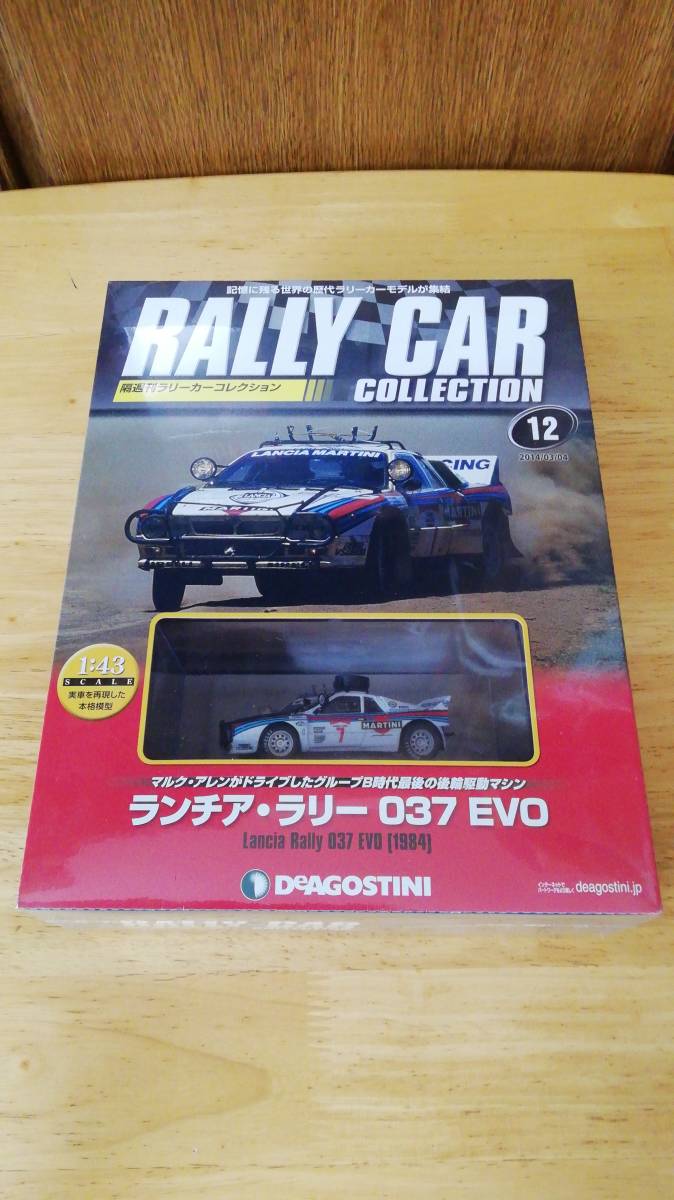 記憶に残る世界の歴代ラリーカーモデルが集結
RALLY CAR
隔週刊ラリーカーコレクション
COLLECTION
12
2014/03/04
LANCIA MARTINI
CING
MARTINI
MARTINI
1:43
SCALE
実車を再現した
本格模型
1
MARTINI
マルク・アレンがドライブしたグループB時代最後の後輪駆動マシン
ランチア・ラリー 037 EVO
Lancia Rally 037 EVO [1984]
DeAGOSTINI
deagostini.jp
RALLY CAR